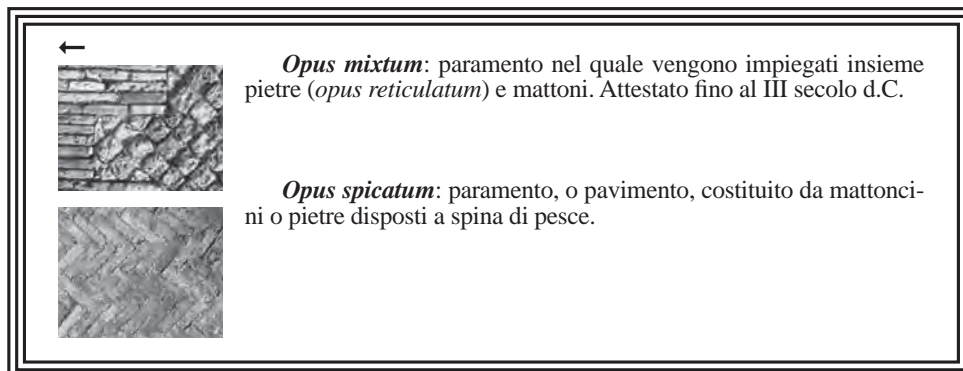 Opus mixtum: paramento nel quale vengono impiegati insieme
pietre (opus reticulatum) e mattoni. Attestato fino al III secolo d.C.
Opus spicatum: paramento, o pavimento, costituito da mattonci-
ni o pietre disposti a spina di pesce.